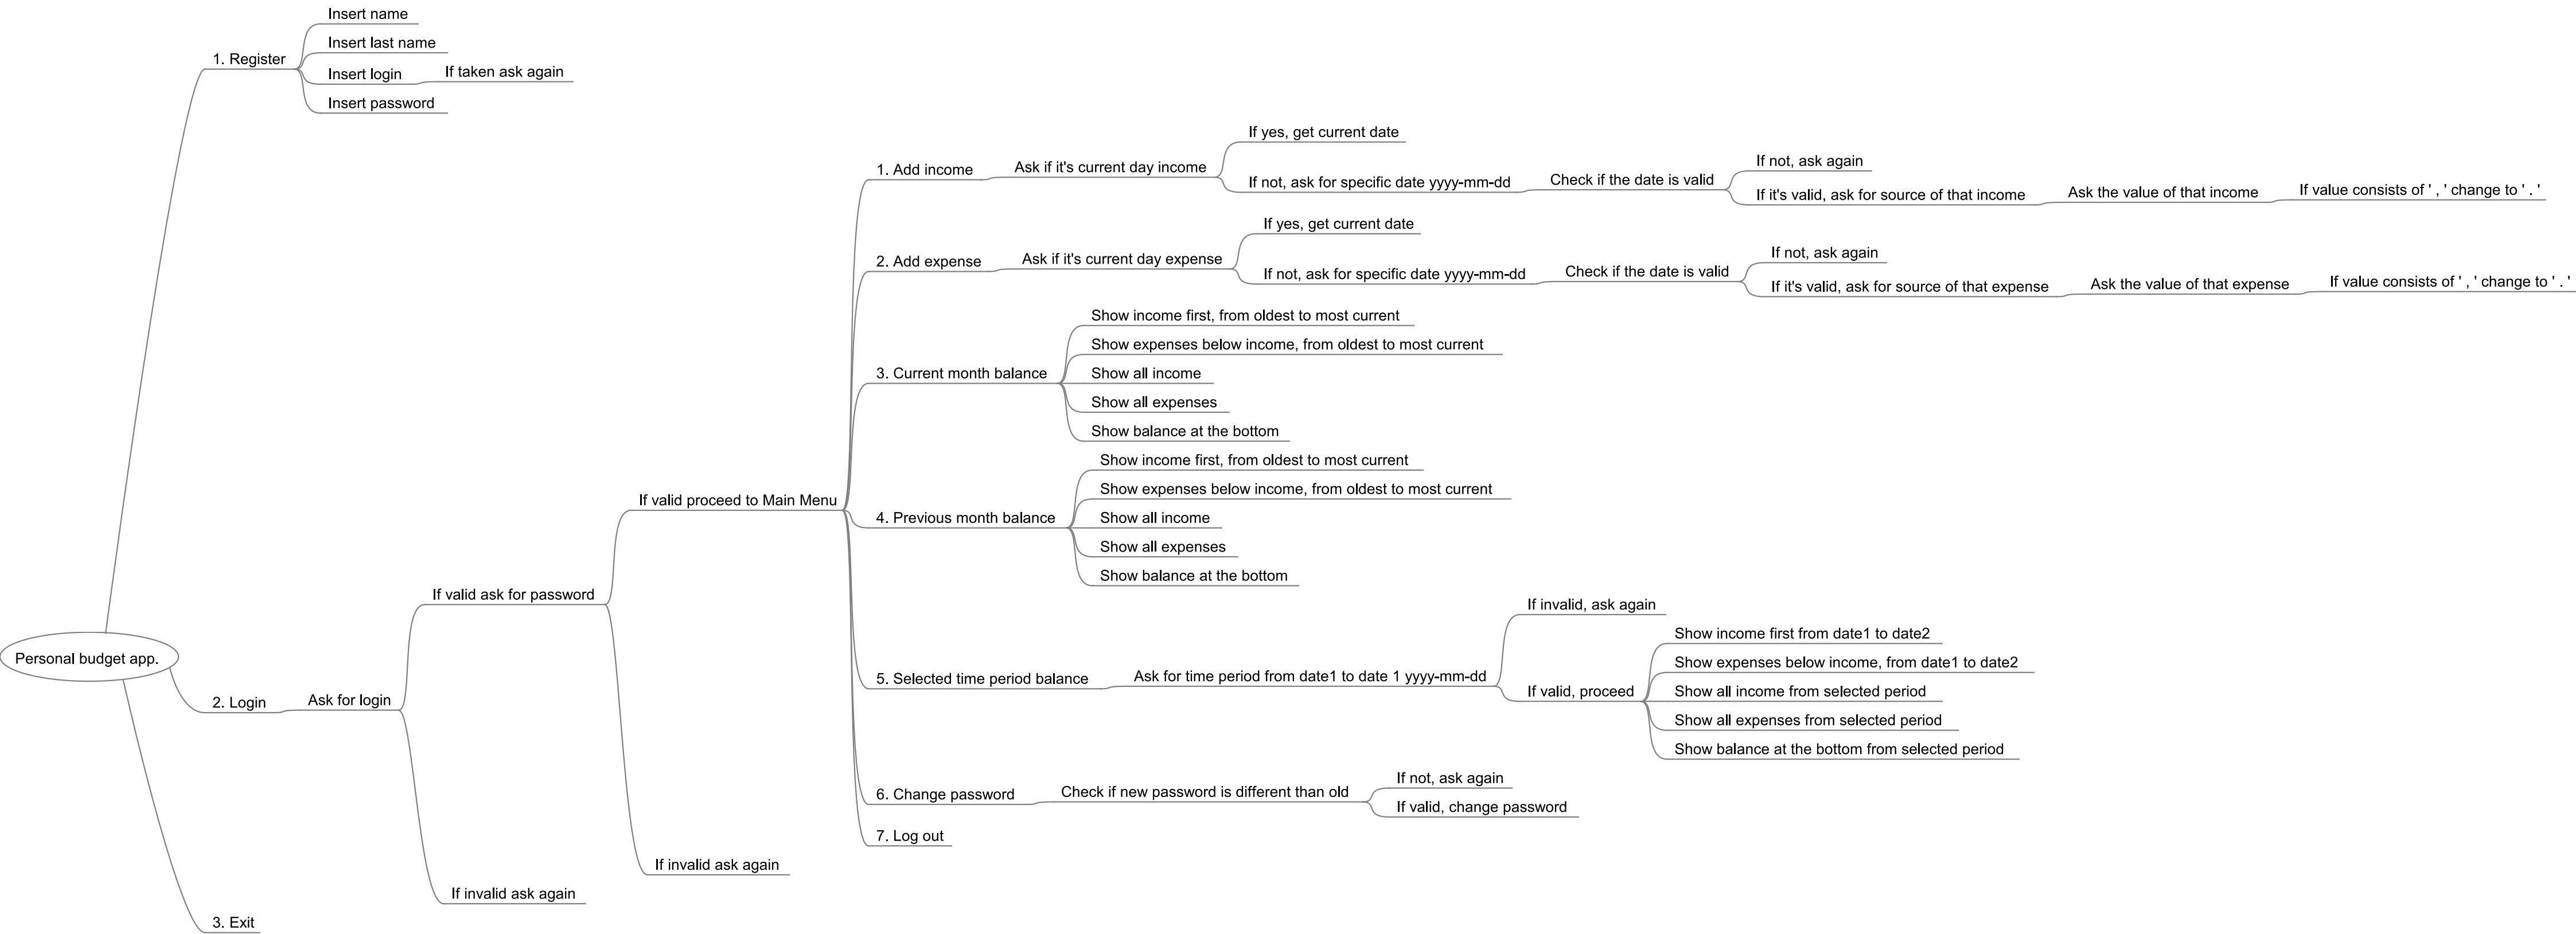 Personal budget app.
1. Register
Insert name
Insert last name
Insert login
If taken ask again
Insert password
2. Login
Ask for login
If valid ask for password
If valid proceed to Main Menu
1. Add income
Ask if it's current day income
If yes, get current date
If not, ask for specific date yyyy-mm-dd
Check if the date is valid
If not, ask again
If it's valid, ask for source of that income
Ask the value of that income
If value consists of ' , ' change to ' . '
2. Add expense
Ask if it's current day expense
If yes, get current date
If not, ask for specific date yyyy-mm-dd
Check if the date is valid
If not, ask again
If it's valid, ask for source of that expense
Ask the value of that expense
If value consists of ' , ' change to ' . '
3. Current month balance
Show income first, from oldest to most current
Show expenses below income, from oldest to most current
Show all income
Show all expenses
Show balance at the bottom
4. Previous month balance
Show income first, from oldest to most current
Show expenses below income, from oldest to most current
Show all income
Show all expenses
Show balance at the bottom
5. Selected time period balance
Ask for time period from date1 to date 1 yyyy-mm-dd
If invalid, ask again
If valid, proceed
Show income first from date1 to date2
Show expenses below income, from date1 to date2
Show all income from selected period
Show all expenses from selected period
Show balance at the bottom from selected period
6. Change password
Check if new password is different than old
If not, ask again
If valid, change password
7. Log out
If invalid ask again
If invalid ask again
3. Exit